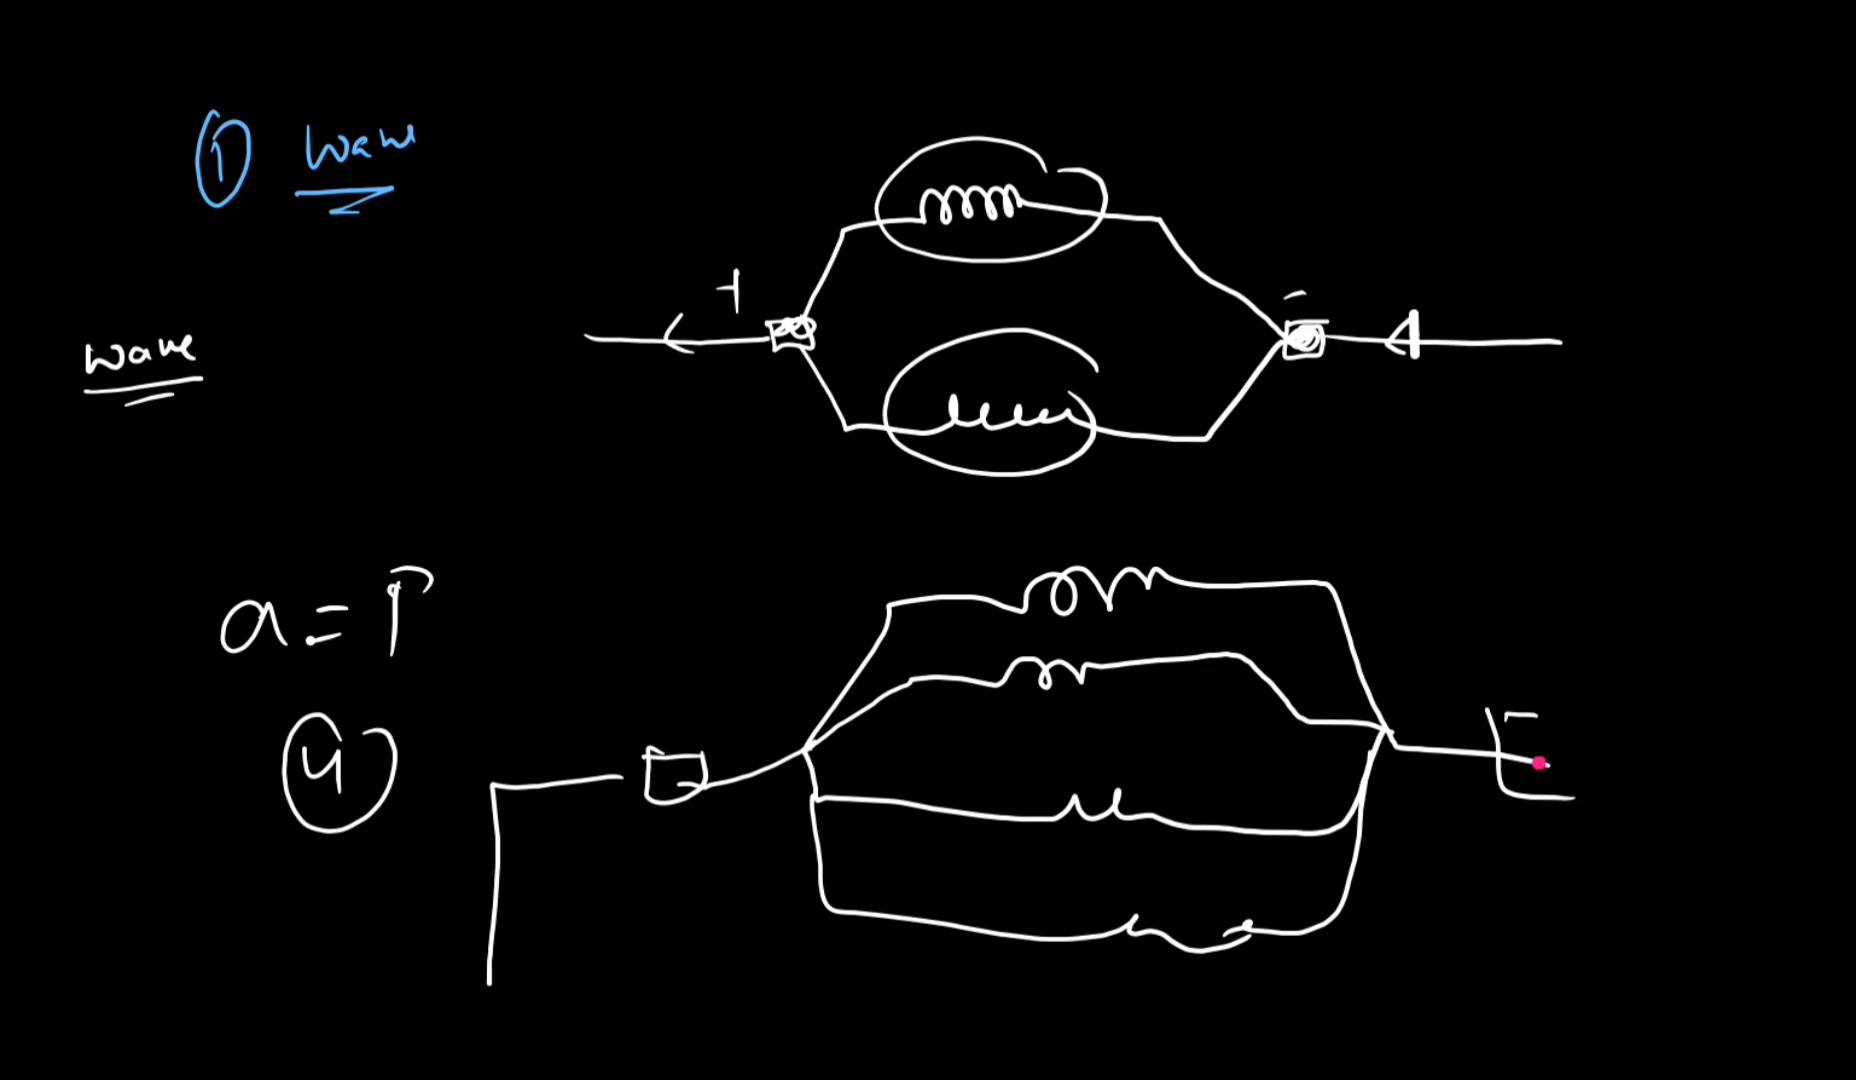 ① wave
+ -
wave
a = P
④